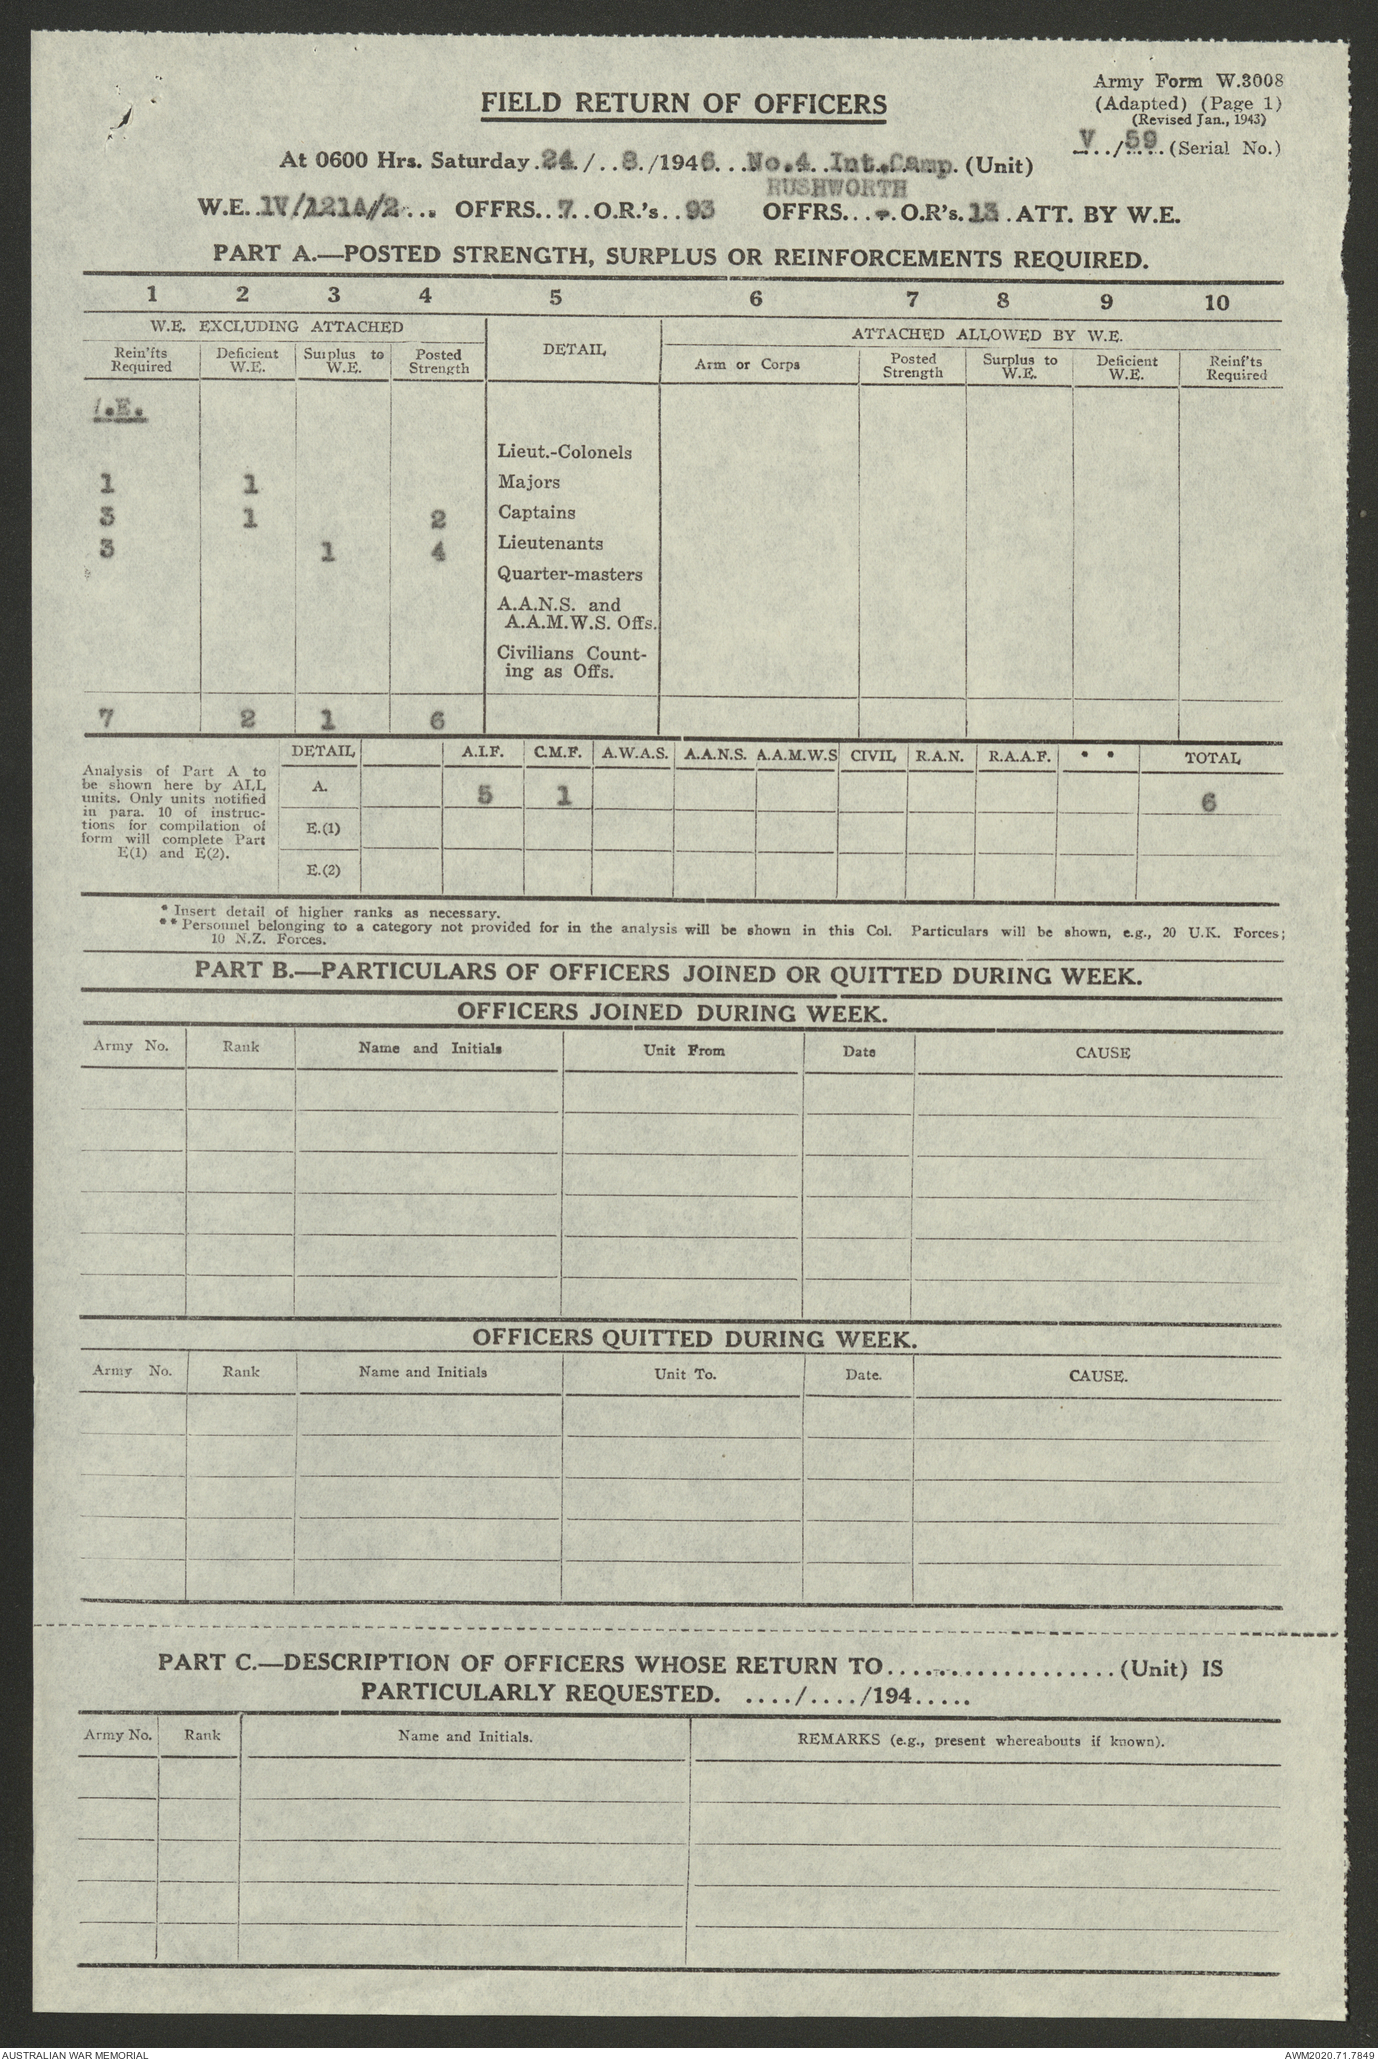 Army Form W.3008
FIELD RETURN OF OFFICERS
(Adapted) (Page 1)
(Revised Jan., 1943)
V../59..(Serial No.)
At 0600 Hrs. Saturday.24./..8./1946...No.4..Int.Camp.(Unit)
RUSHWORTH
W.E..IV/121A/2... OFFRS..7..O.R.'s..93 OFFRS...-.O.R's.13.ATT. BY W.E.
PART A.—POSTED STRENGTH, SURPLUS OR REINFORCEMENTS REQUIRED.
1 2 3 4 5 6 7 8 9 10
W.E. EXCLUDING ATTACHED DETAIL ATTACHED ALLOWED BY W.E.
Rein'fts Required Deficient W.E. Surplus to W.E. Posted Strength Arm or Corps Posted Strength Surplus to W.E. Deficient W.E. Reinf'ts Required
.E.
Lieut.-Colonels
1 1 Majors
3 1 2 Captains
3 1 4 Lieutenants
Quarter-masters
A.A.N.S. and
A.A.M.W.S. Offs.
Civilians Count-
ing as Offs.
7 2 1 6
DETAIL A.I.F. C.M.F. A.W.A.S. A.A.N.S. A.A.M.W.S CIVIL R.A.N. R.A.A.F. * * TOTAL
Analysis of Part A to
be shown here by ALL
units. Only units notified
in para. 10 of instruc-
tions for compilation of
form will complete Part
E(1) and E(2).
A. 5 1 6
E.(1)
E.(2)
* Insert detail of higher ranks as necessary.
** Personnel belonging to a category not provided for in the analysis will be shown in this Col. Particulars will be shown, e.g., 20 U.K. Forces;
10 N.Z. Forces.
PART B.—PARTICULARS OF OFFICERS JOINED OR QUITTED DURING WEEK.
OFFICERS JOINED DURING WEEK.
Army No. Rank Name and Initials Unit From Date CAUSE
OFFICERS QUITTED DURING WEEK.
Army No. Rank Name and Initials Unit To. Date. CAUSE.
PART C.—DESCRIPTION OF OFFICERS WHOSE RETURN TO...................(Unit) IS
PARTICULARLY REQUESTED. ..../..../194.....
Army No. Rank Name and Initials. REMARKS (e.g., present whereabouts if known).
AUSTRALIAN WAR MEMORIAL AWM2020.71.7849